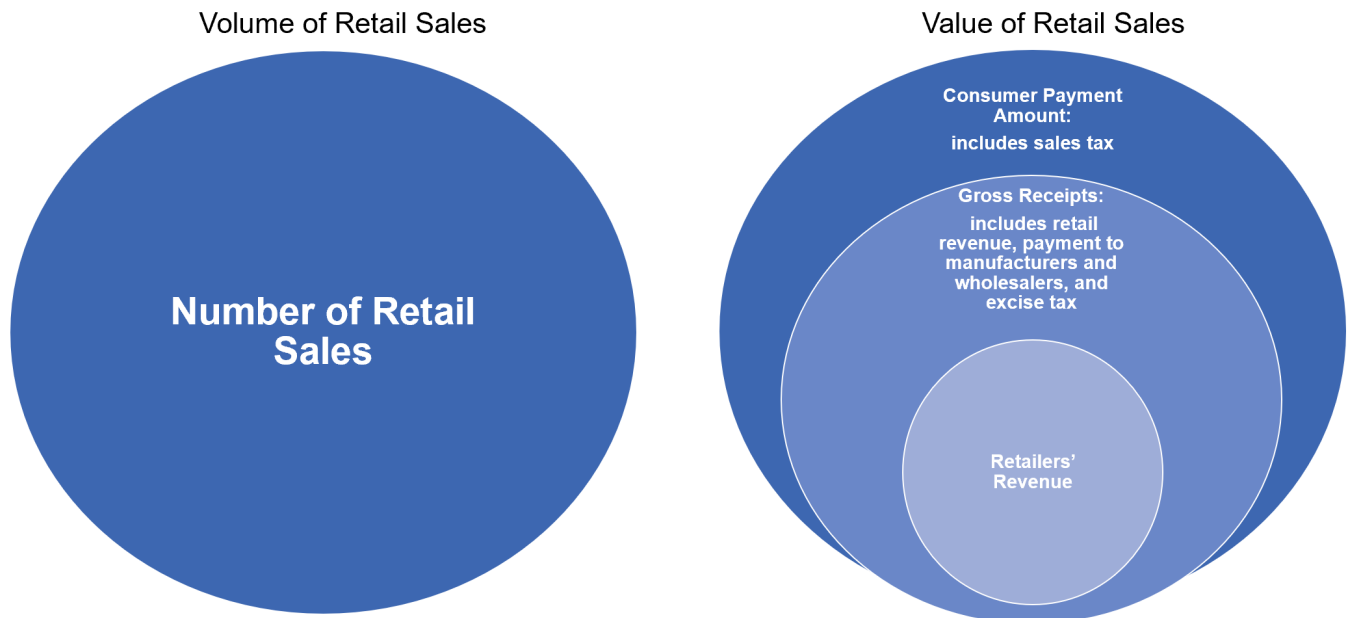 Volume of Retail Sales
Number of Retail
Sales
Value of Retail Sales
Consumer Payment
Amount:
includes sales tax
Gross Receipts:
includes retail
revenue, payment to
manufacturers and
wholesalers, and
excise tax
Retailers’
Revenue